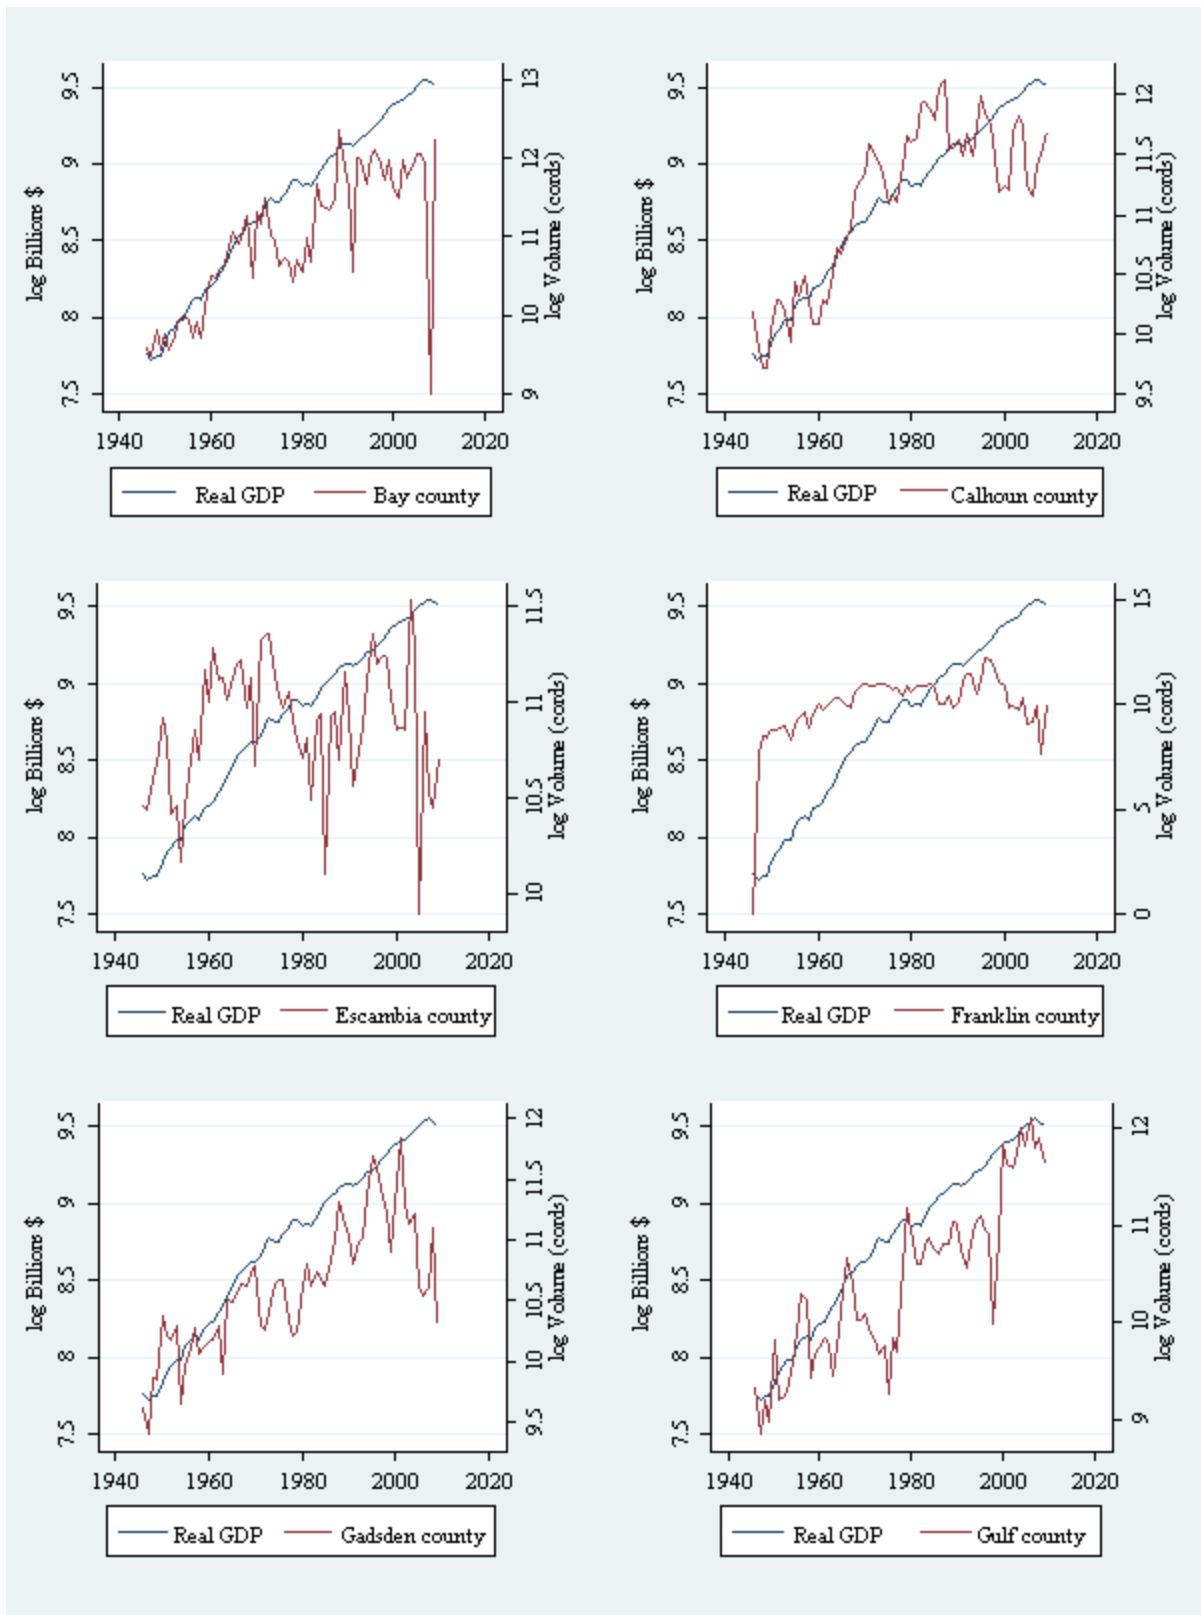 9.5
9
8.5
8
7.5
log Billions $
13
12
11
10
9
log Volume (cords)
1940 1960 1980 2000 2020
Real GDP Bay county
9.5
9
8.5
8
7.5
log Billions $
12
11.5
11
10.5
10
9.5
log Volume (cords)
1940 1960 1980 2000 2020
Real GDP Calhoun county
9.5
9
8.5
8
7.5
log Billions $
11.5
11
10.5
10
log Volume (cords)
1940 1960 1980 2000 2020
Real GDP Escambia county
9.5
9
8.5
8
7.5
log Billions $
15
10
5
0
log Volume (cords)
1940 1960 1980 2000 2020
Real GDP Franklin county
9.5
9
8.5
8
7.5
log Billions $
12
11.5
11
10.5
10
9.5
log Volume (cords)
1940 1960 1980 2000 2020
Real GDP Gadsden county
9.5
9
8.5
8
7.5
log Billions $
12
11
10
9
log Volume (cords)
1940 1960 1980 2000 2020
Real GDP Gulf county